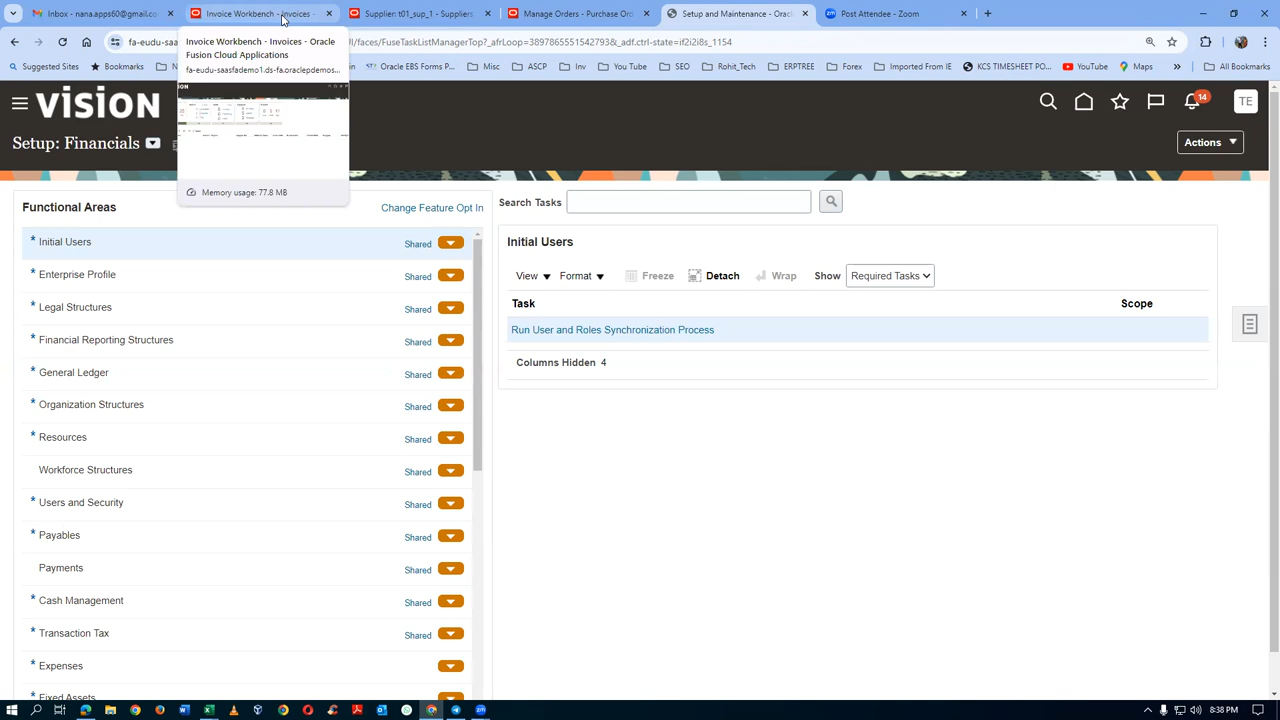 Inbox - nanapps60@gmail.co
Invoice Workbench - Invoices -
Supplier: t01_sup_1 - Suppliers
Manage Orders - Purchase Or
Setup and Maintenance - Oracl
Post Attendee - Zoom
fa-eudu-saa
ll/faces/FuseTaskListManagerTop?_afrLoop=3897865551542793&_adf.ctrl-state=if2i2i8s_1154
Suggested Sites
Bookmarks
Oracle EBS Forms P...
Misc
ASCP
Inv
SEO
Rohit_Tech
ERPTREE
Forex
Imported From IE
ACS TIMESHEET PO...
YouTube
Maps
All Bookmarks
Invoice Workbench - Invoices - Oracle
Fusion Cloud Applications
fa-eudu-saasfademo1.ds-fa.oraclepdemos...
Memory usage: 77.8 MB
VISION
14
TE
Setup: Financials
Actions
Functional Areas
Change Feature Opt In
Search Tasks
* Initial Users Shared
* Enterprise Profile Shared
* Legal Structures Shared
* Financial Reporting Structures Shared
* General Ledger Shared
* Organization Structures Shared
* Resources Shared
Workforce Structures Shared
* Users and Security Shared
* Payables Shared
Payments Shared
* Cash Management Shared
* Transaction Tax Shared
* Expenses
* Fixed Assets
Initial Users
View Format Freeze Detach Wrap Show Required Tasks
Task Scope
Run User and Roles Synchronization Process
Columns Hidden 4
8:38 PM